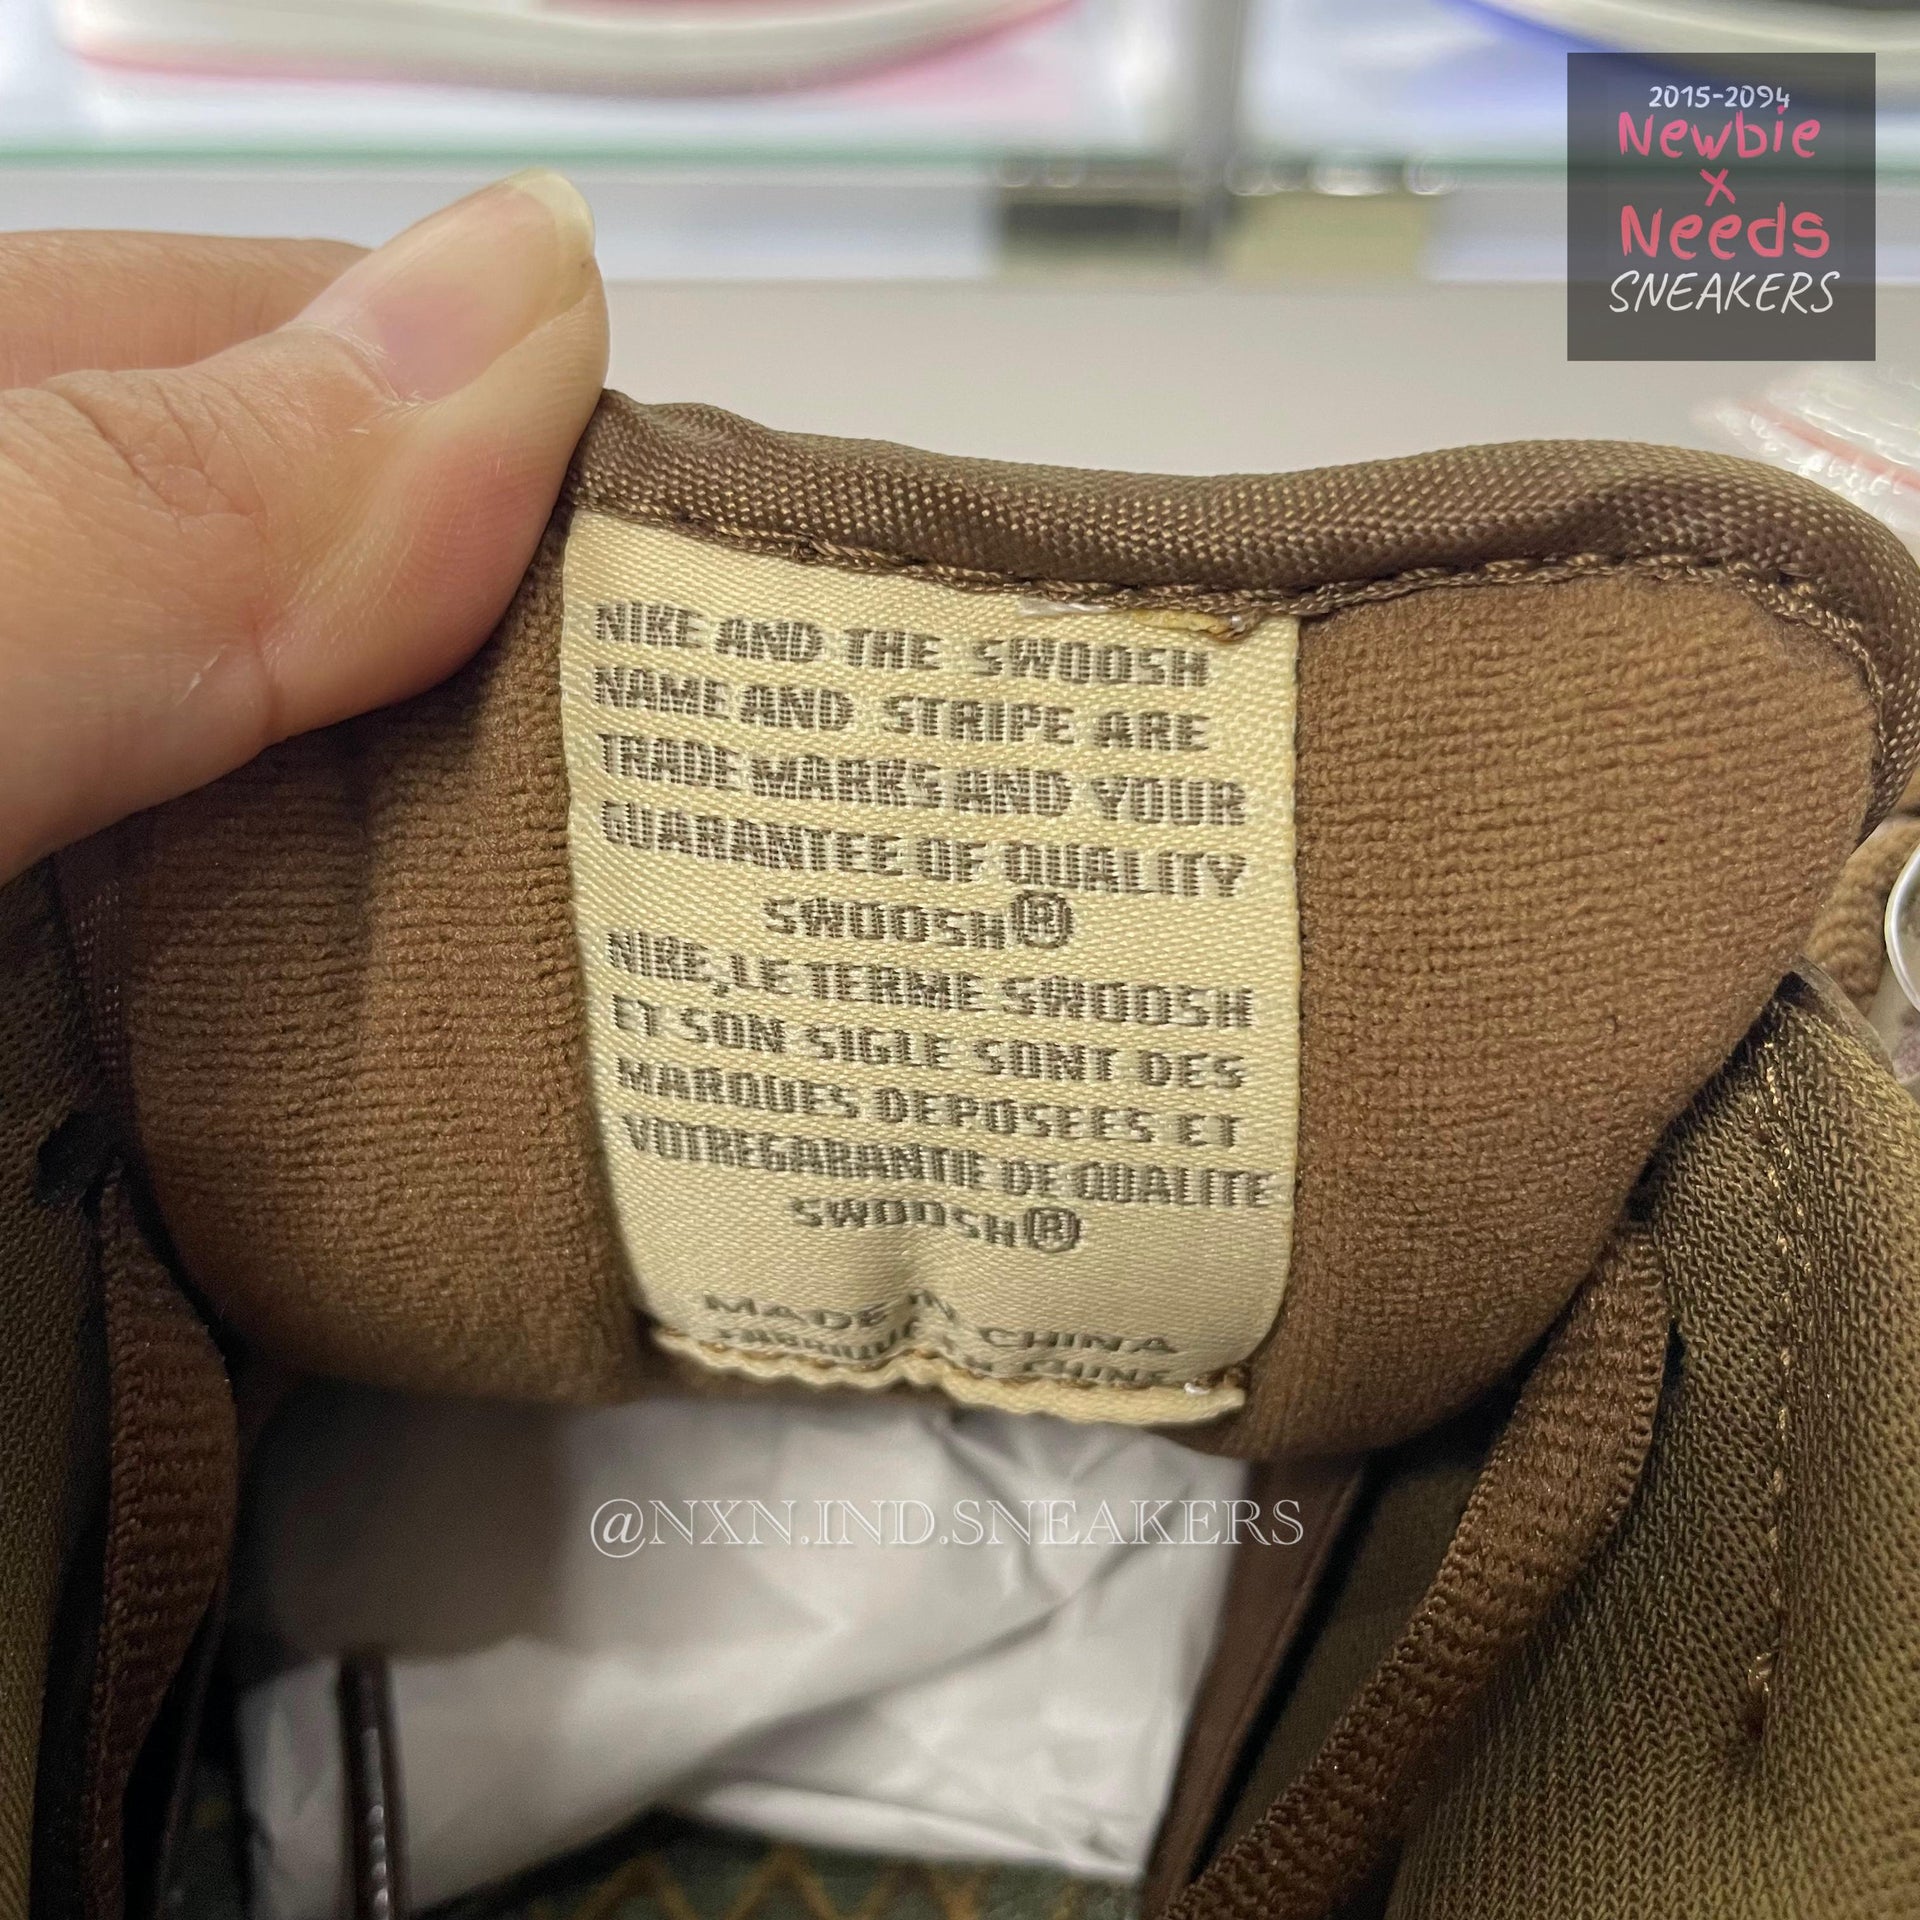 2015-2094
Newbie
x
Needs
SNEAKERS
NIKE AND THE SWOOSH
NAME AND STRIPE ARE
TRADE MARKS AND YOUR
GUARANTEE OF QUALITY
SWOOSH®
NIKE, LE TERME SWOOSH
ET SON SIGLE SONT DES
MARQUES DEPOSEES ET
VOTREGARANTIE DE QUALITE
SWOOSH®
MADE IN CHINA
CHINE
@NXN.IND.SNEAKERS